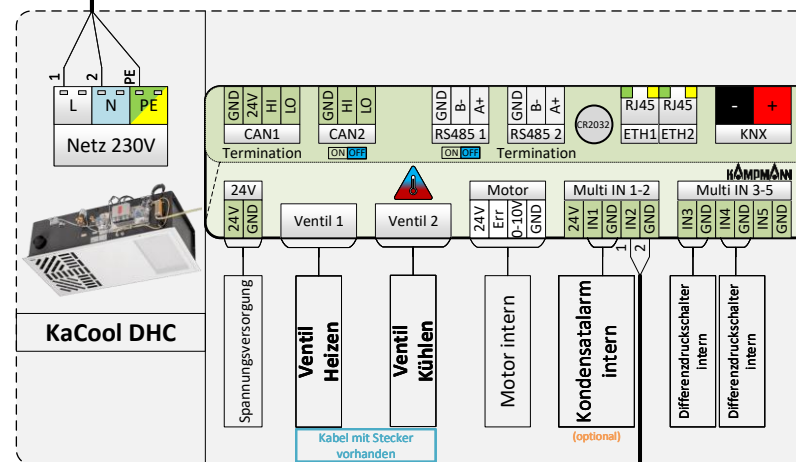 1 2 PE
L N PE
Netz 230V
GND 24V HI LO
CAN1
Termination
GND HI LO
CAN2
ON OFF
GND B- A+
RS485 1
ON OFF
GND B- A+
RS485 2
Termination
CR2032
RJ45 RJ45
ETH1 ETH2
- +
KNX
KAMPMANN
24V
24V GND
Ventil 1
Ventil 2
Motor
24V Err 0-10V GND
Multi IN 1-2
24V IN1 GND IN2 GND
Multi IN 3-5
IN3 GND IN4 GND IN5 GND
1 2
KaCool DHC
Spannungsversorgung
Ventil
Heizen
Ventil
Kühlen
Kabel mit Stecker
vorhanden
Motor intern
Kondensatalarm
intern
(optional)
Differenzdruckschalter
intern
Differenzdruckschalter
intern